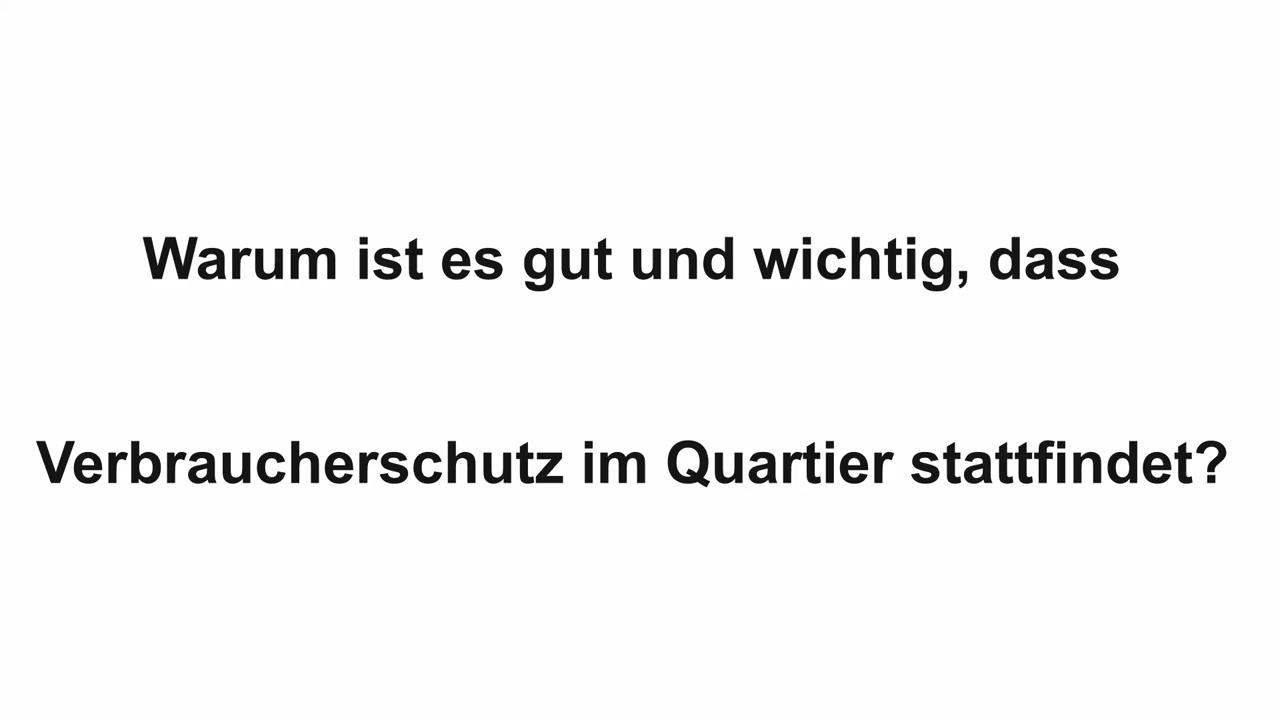 Warum ist es gut und wichtig, dass
Verbraucherschutz im Quartier stattfindet?